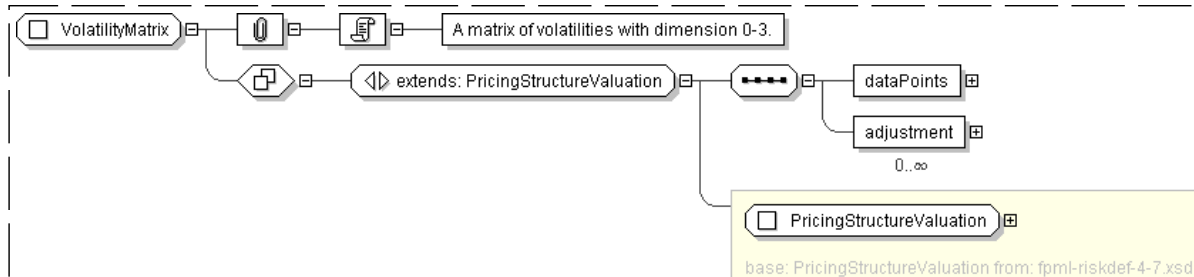 VolatilityMatrix
A matrix of volatilities with dimension 0-3.
extends: PricingStructureValuation
dataPoints
adjustment
0..∞
PricingStructureValuation
base: PricingStructureValuation from: fpml-riskdef-4-7.xsd